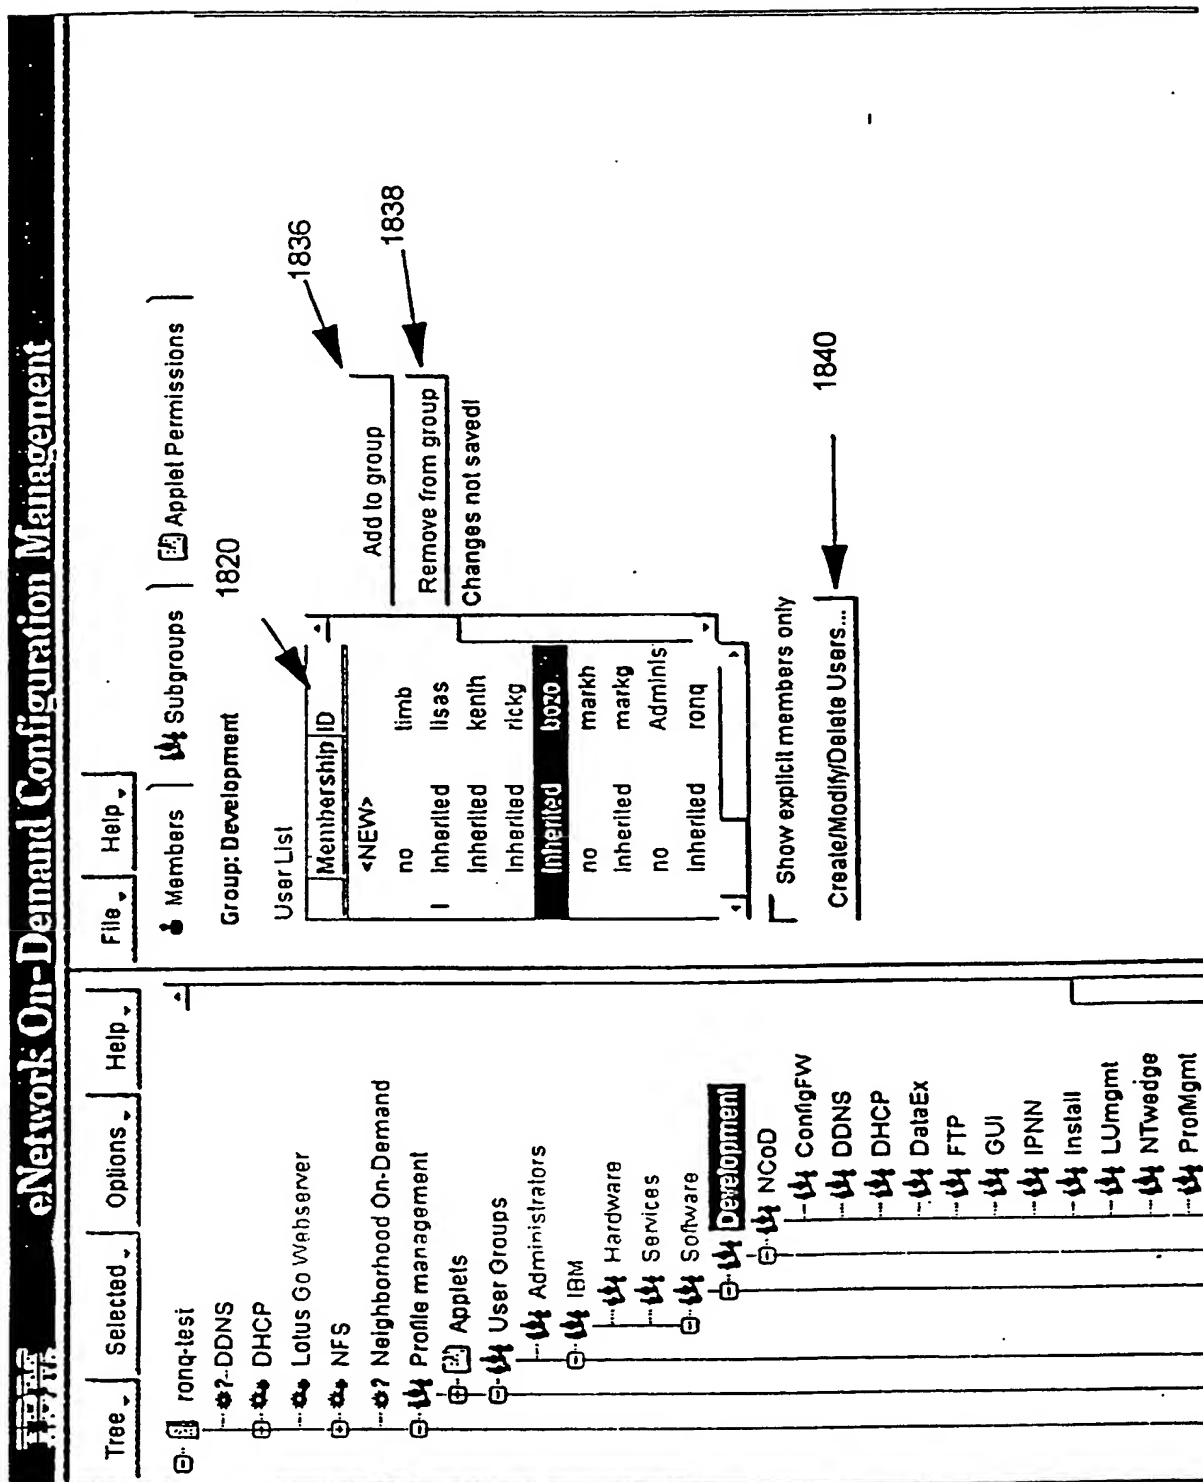 eNetwork On-Demand Configuration Management
Tree Selected Options Help
ronq-test
DDNS
DHCP
Lotus Go Webserver
NFS
Neighborhood On-Demand
Profile management
Applets
User Groups
Administrators
IBM
Hardware
Services
Software
Development
NCoD
ConfigFW
DDNS
DHCP
DataEx
FTP
GUI
IPNN
Install
LUmgmt
NTwedge
ProfMgmt
File Help
Members Subgroups Applet Permissions
Group: Development
1820
User List
Membership ID
<NEW>
no timb
Inherited lisas
Inherited kenth
Inherited rickg
Inherited bozo
no markh
Inherited markg
no Adminis
Inherited ronq
Add to group
1836
Remove from group
1838
Changes not saved!
Show explicit members only
Create/Modify/Delete Users...
1840